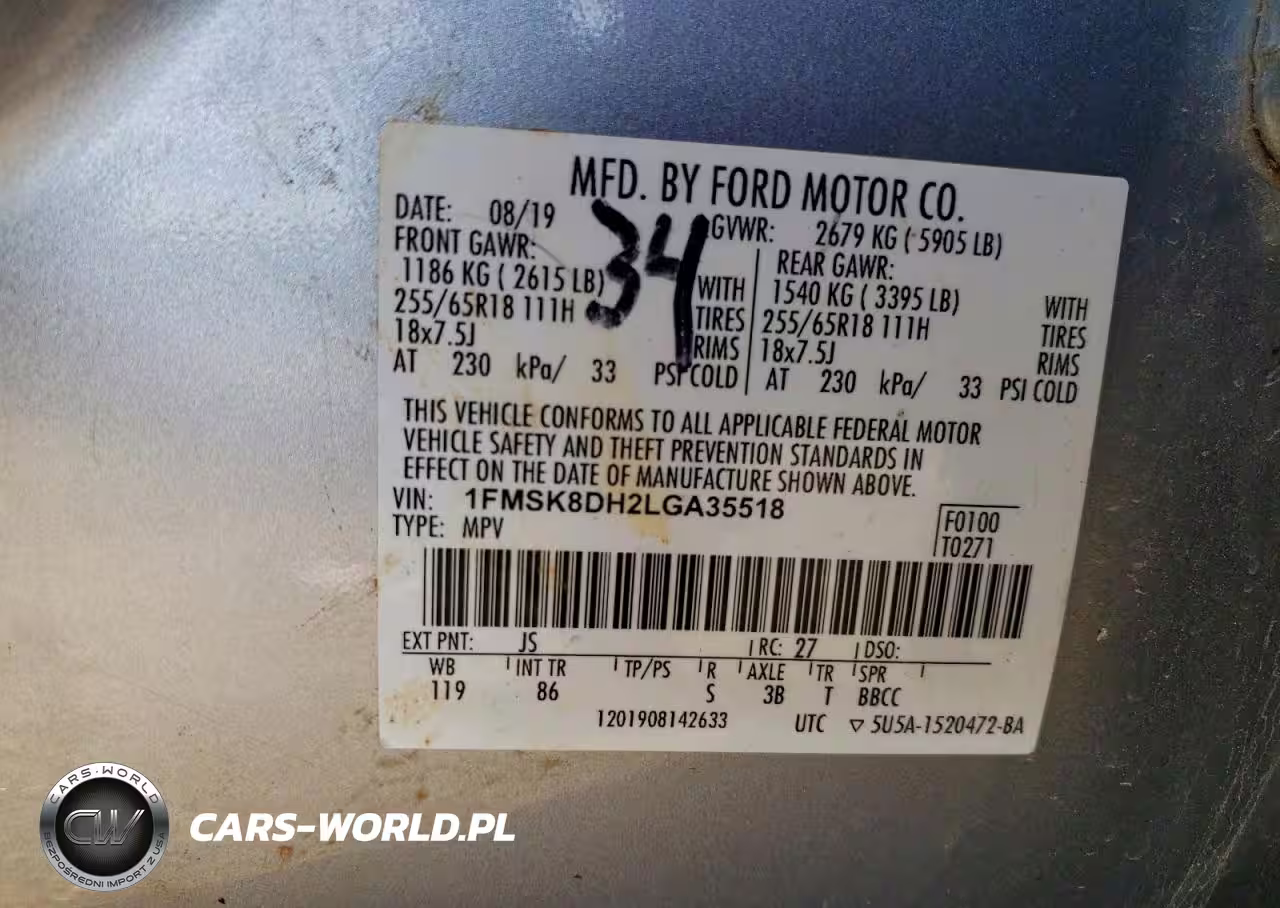 MFD. BY FORD MOTOR CO.
DATE: 08/19
GVWR: 2679 KG ( 5905 LB)
34
FRONT GAWR:
1186 KG ( 2615 LB) WITH
255/65R18 111H TIRES
18x7.5J RIMS
AT 230 kPa/ 33 PSI COLD
REAR GAWR:
1540 KG ( 3395 LB) WITH
255/65R18 111H TIRES
18x7.5J RIMS
AT 230 kPa/ 33 PSI COLD
THIS VEHICLE CONFORMS TO ALL APPLICABLE FEDERAL MOTOR
VEHICLE SAFETY AND THEFT PREVENTION STANDARDS IN
EFFECT ON THE DATE OF MANUFACTURE SHOWN ABOVE.
VIN: 1FMSK8DH2LGA35518
TYPE: MPV
F0100
T0271
EXT PNT: JS RC: 27 DSO:
WB INT TR TP/PS R AXLE TR SPR
119 86 S 3B T BBCC
1201908142633 UTC ▽ 5U5A-1520472-BA
CARS-WORLD
CW
BEZPOŚREDNI IMPORT Z USA
CARS-WORLD.PL